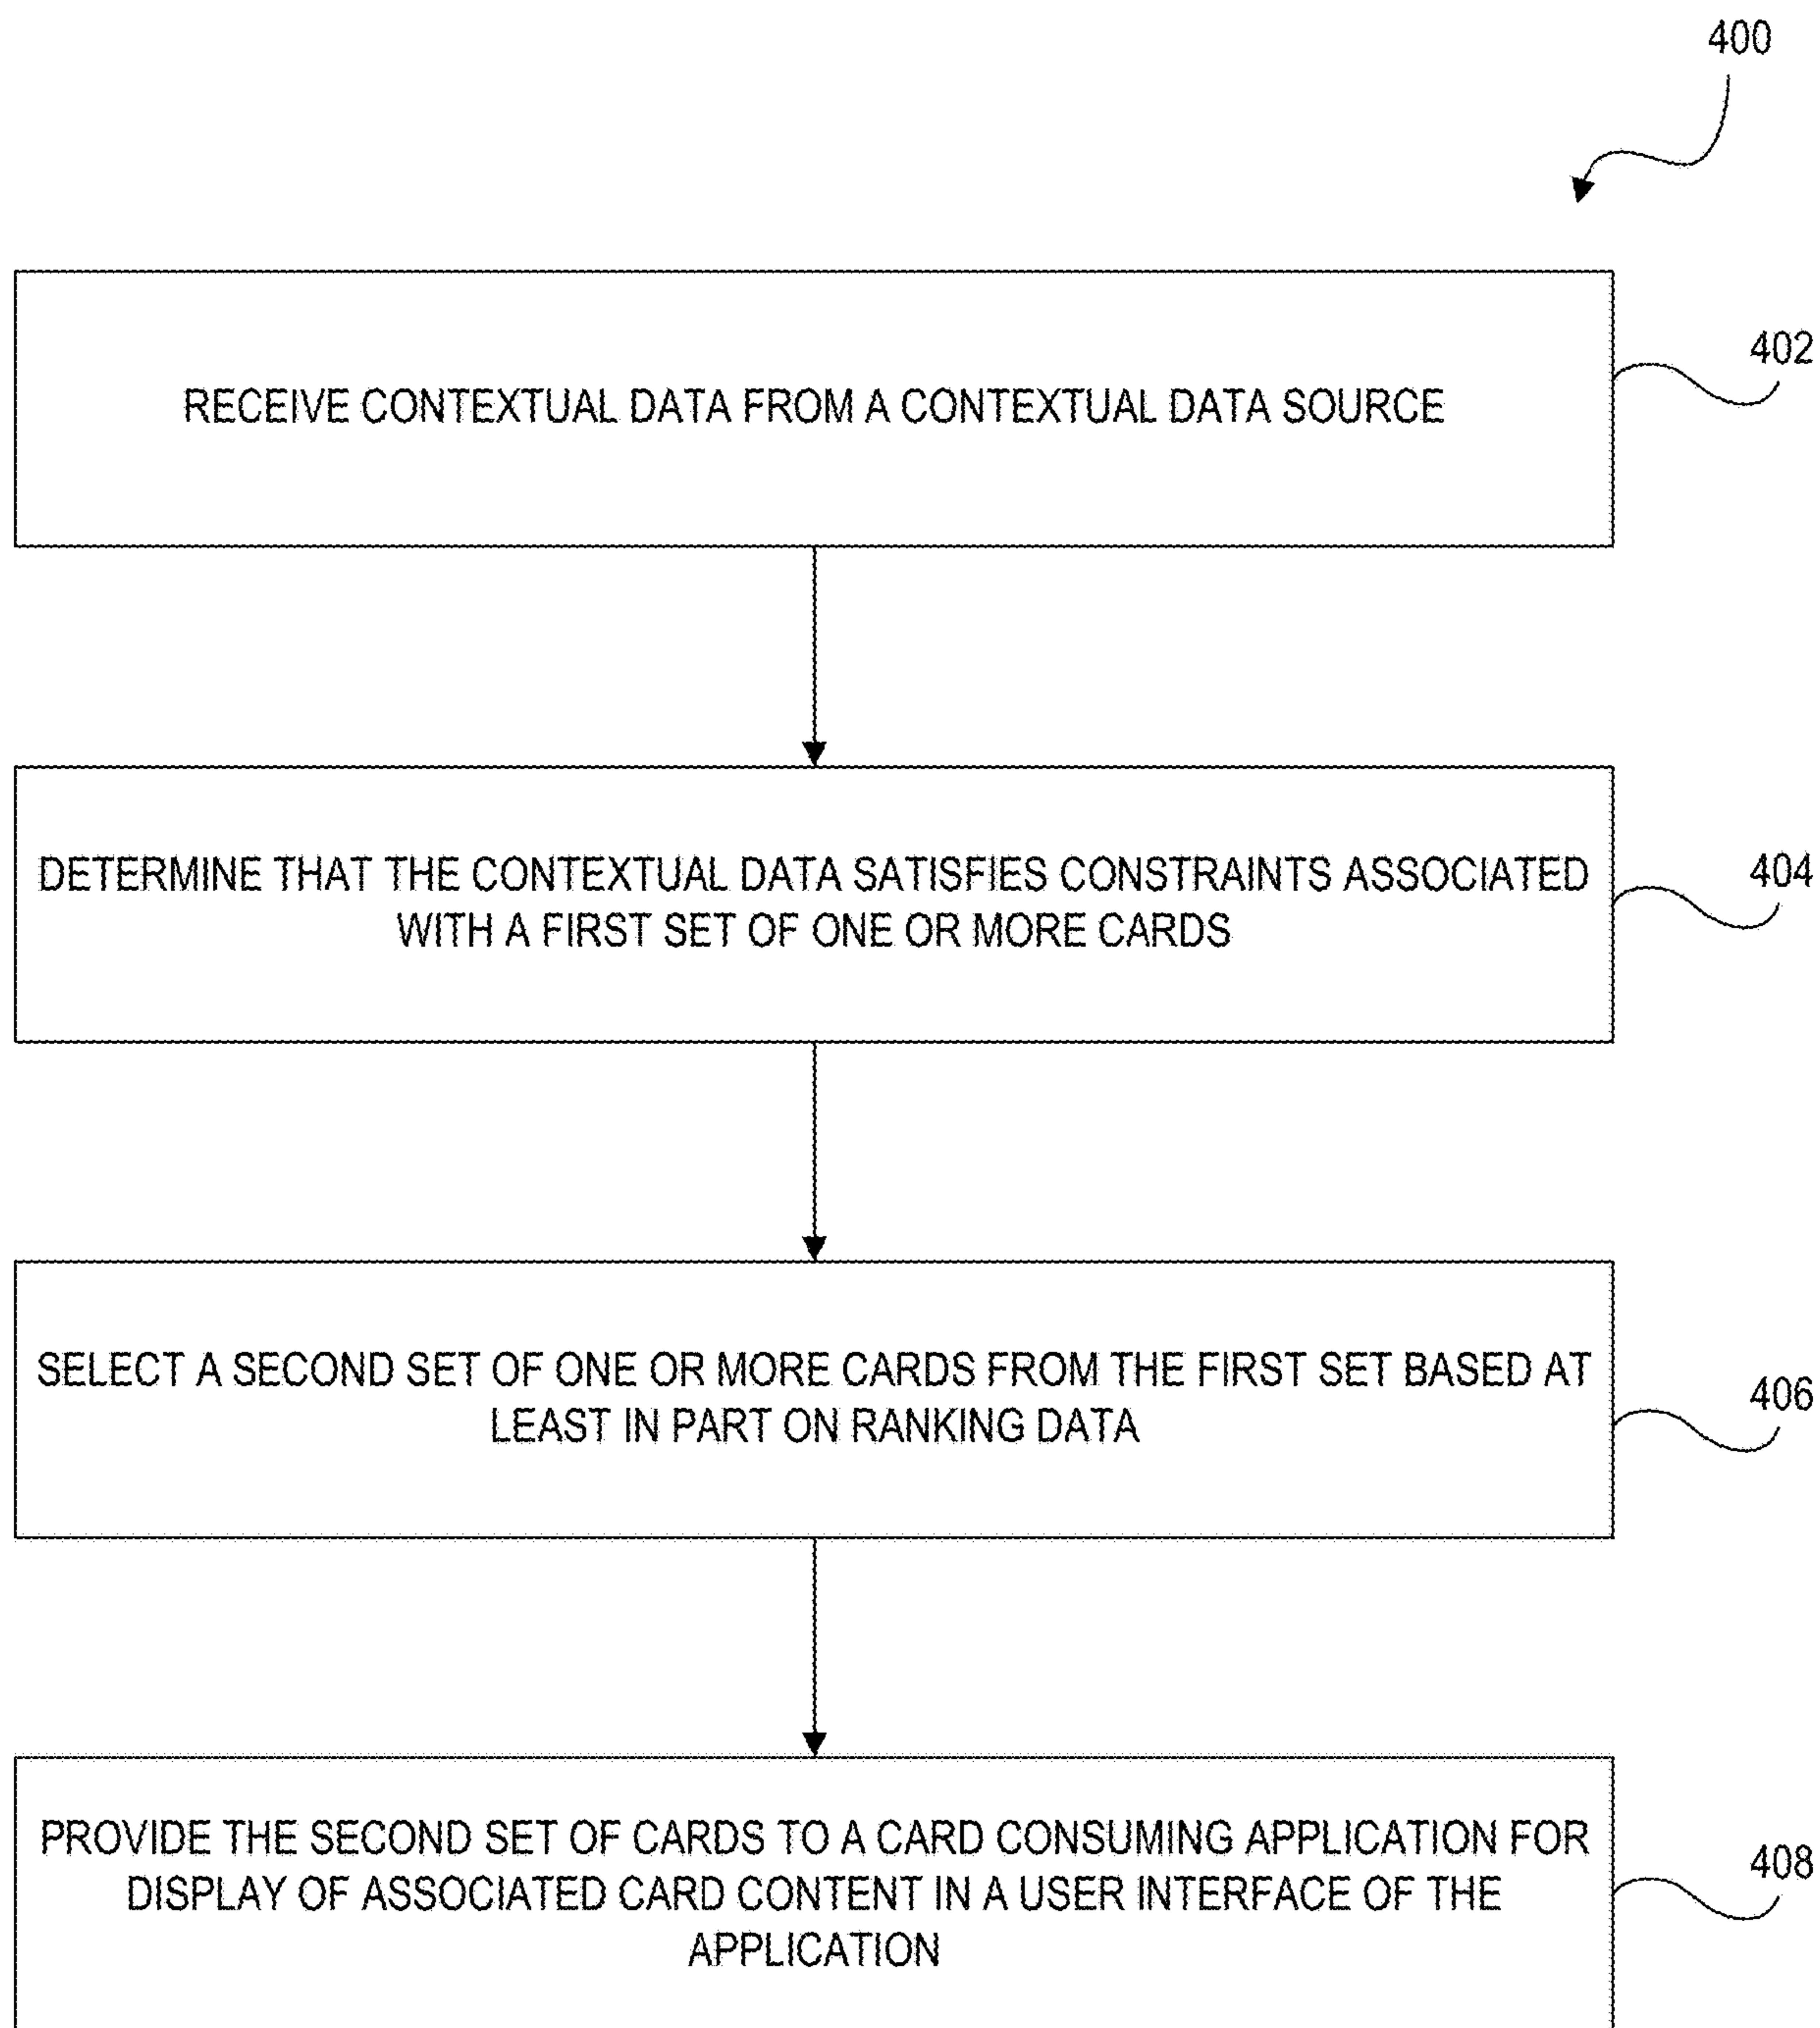 400
RECEIVE CONTEXTUAL DATA FROM A CONTEXTUAL DATA SOURCE
402
DETERMINE THAT THE CONTEXTUAL DATA SATISFIES CONSTRAINTS ASSOCIATED
WITH A FIRST SET OF ONE OR MORE CARDS
404
SELECT A SECOND SET OF ONE OR MORE CARDS FROM THE FIRST SET BASED AT
LEAST IN PART ON RANKING DATA
406
PROVIDE THE SECOND SET OF CARDS TO A CARD CONSUMING APPLICATION FOR
DISPLAY OF ASSOCIATED CARD CONTENT IN A USER INTERFACE OF THE
APPLICATION
408